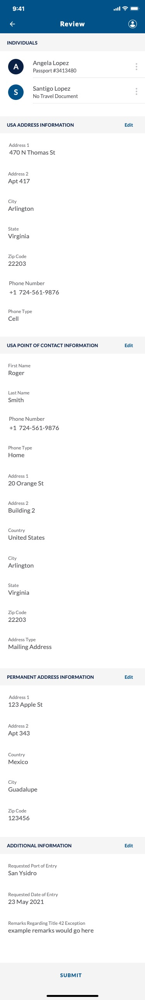 9:41
Review
INDIVIDUALS
A
Angela Lopez
Passport #3413480
S
Santigo Lopez
No Travel Document
USA ADDRESS INFORMATION Edit
Address 1
470 N Thomas St
Address 2
Apt 417
City
Arlington
State
Virginia
Zip Code
22203
Phone Number
+1 724-561-9876
Phone Type
Cell
USA POINT OF CONTACT INFORMATION Edit
First Name
Roger
Last Name
Smith
Phone Number
+1 724-561-9876
Phone Type
Home
Address 1
20 Orange St
Address 2
Building 2
Country
United States
City
Arlington
State
Virginia
Zip Code
22203
Address Type
Mailing Address
PERMANENT ADDRESS INFORMATION Edit
Address 1
123 Apple St
Address 2
Apt 343
Country
Mexico
City
Guadalupe
Zip Code
123456
ADDITIONAL INFORMATION Edit
Requested Port of Entry
San Ysidro
Requested Date of Entry
23 May 2021
Remarks Regarding Title 42 Exception
example remarks would go here
SUBMIT